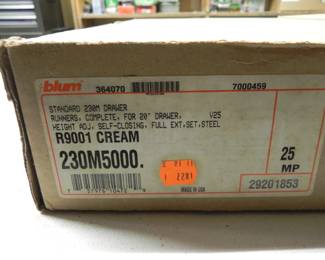 blum 364070 7000459
STANDARD 230M DRAWER
RUNNERS, COMPLETE, FOR 20" DRAWER, V25
HEIGHT ADJ, SELF-CLOSING, FULL EXT,SET,STEEL
R9001 CREAM
230M5000.
25
MP
2281
MADE IN USA
29201853